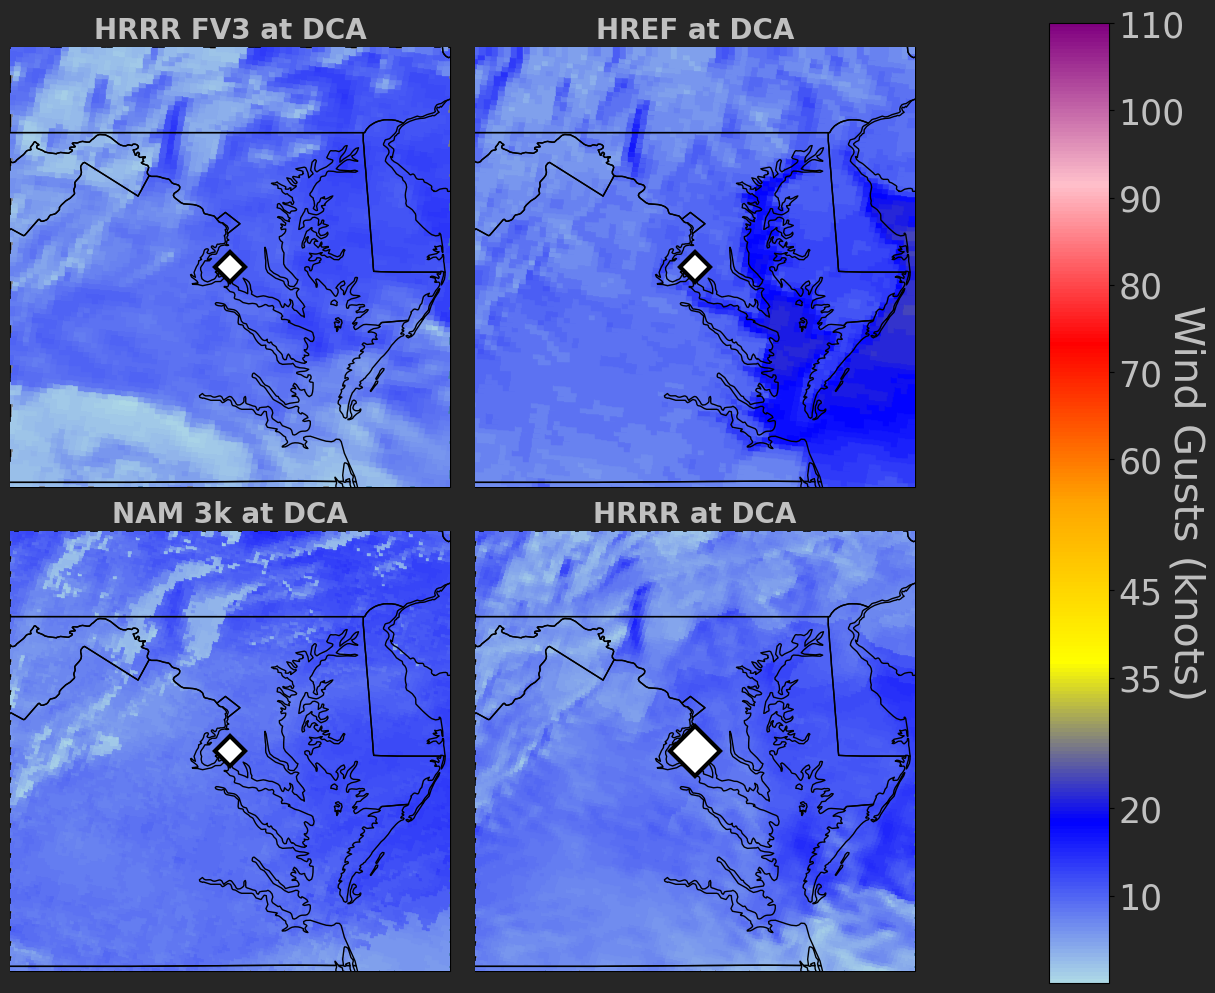 HRRR FV3 at DCA
HREF at DCA
NAM 3k at DCA
HRRR at DCA
110
100
90
80
70
60
45
35
20
10
Wind Gusts (knots)